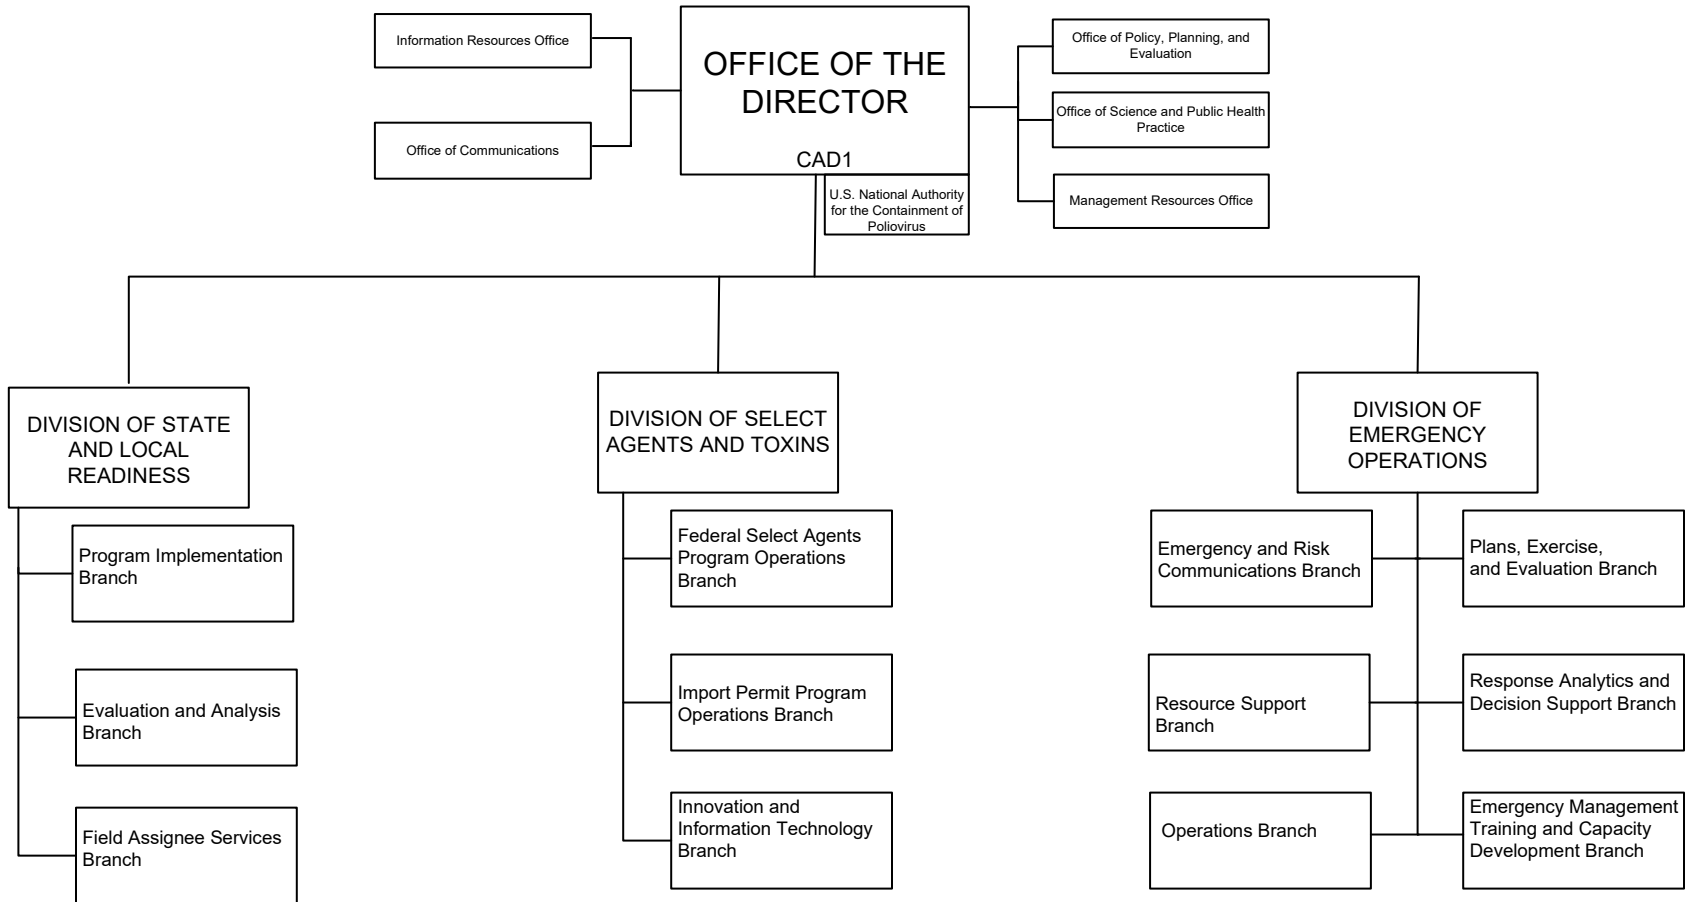 Information Resources Office
Office of Communications
OFFICE OF THE
DIRECTOR
CAD1
U.S. National Authority
for the Containment of
Poliovirus
Office of Policy, Planning, and
Evaluation
Office of Science and Public Health
Practice
Management Resources Office
DIVISION OF STATE
AND LOCAL
READINESS
Program Implementation
Branch
Evaluation and Analysis
Branch
Field Assignee Services
Branch
DIVISION OF SELECT
AGENTS AND TOXINS
Federal Select Agents
Program Operations
Branch
Import Permit Program
Operations Branch
Innovation and
Information Technology
Branch
DIVISION OF
EMERGENCY
OPERATIONS
Emergency and Risk
Communications Branch
Resource Support
Branch
Operations Branch
Plans, Exercise,
and Evaluation Branch
Response Analytics and
Decision Support Branch
Emergency Management
Training and Capacity
Development Branch